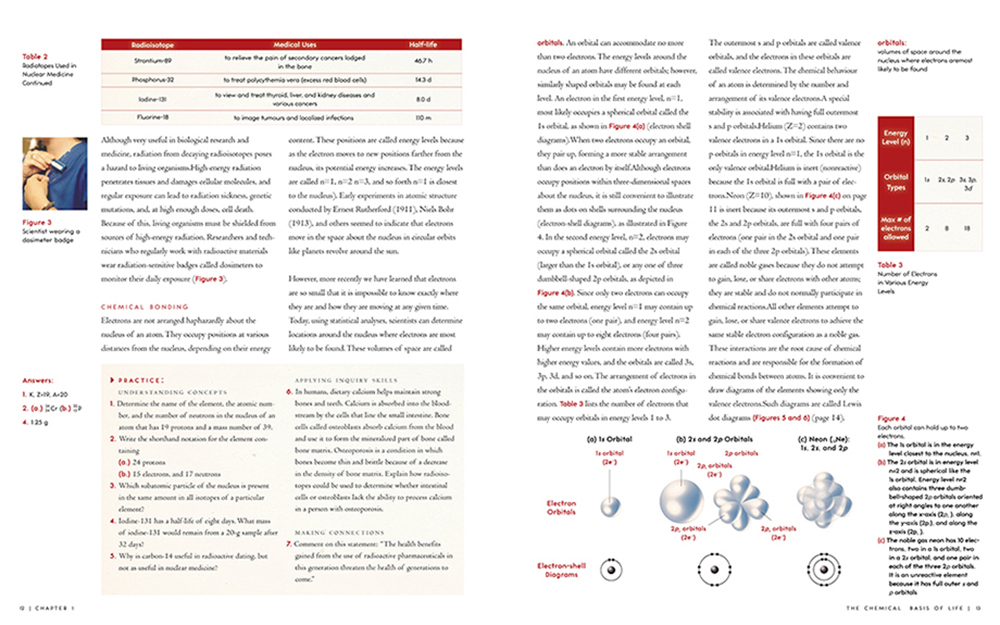 Table 2
Radiotopes Used in
Nuclear Medicine
Continued
Radioisotope Medical Uses Half-life
Strontium-89 to relieve the pain of secondary cancers lodged in the bone 46.7 h
Phosphorus-32 to treat polycythemia vera (excess red blood cells) 14.3 d
Iodine-131 to view and treat thyroid, liver, and kidney diseases and various cancers 8.0 d
Fluorine-18 to image tumours and localized infections 110 m
Figure 3
Scientist wearing a
dosimeter badge
Although very useful in biological research and
medicine, radiation from decaying radioisotopes poses
a hazard to living organisms.High-energy radiation
penetrates tissues and damages cellular molecules, and
regular exposure can lead to radiation sickness, genetic
mutations, and, at high enough doses, cell death.
Because of this, living organisms must be shielded from
sources of high-energy radiation. Researchers and tech-
nicians who regularly work with radioactive materials
wear radiation-sensitive badges called dosimeters to
monitor their daily exposure (Figure 3).
CHEMICAL BONDING
Electrons are not arranged haphazardly about the
nucleus of an atom. They occupy positions at various
distances from the nucleus, depending on their energy
content. These positions are called energy levels because
as the electron moves to new positions farther from the
nucleus, its potential energy increases. The energy levels
are called n=1, n=2 n=3, and so forth n=1 is closest
to the nucleus). Early experiments in atomic structure
conducted by Ernest Rutherford (1911), Niels Bohr
(1913), and others seemed to indicate that electrons
move in the space about the nucleus in circular orbits
like planets revolve around the sun.
However, more recently we have learned that electrons
are so small that it is impossible to know exactly where
they are and how they are moving at any given time.
Today, using statistical analyses, scientists can determine
locations around the nucleus where electrons are most
likely to be found. These volumes of space are called
Answers:
1. K, Z=19, A=20
4. 1.25 g
PRACTICE:
UNDERSTANDING CONCEPTS
1. Determine the name of the element, the atomic num-
ber, and the number of neutrons in the nucleus of an
atom that has 19 protons and a mass number of 39.
2. Write the shorthand notation for the element con-
taining
(a.) 24 protons
(b.) 15 electrons, and 17 neutrons
3. Which subatomic particle of the nucleus is present
in the same amount in all isotopes of a particular
element?
4. Iodine-131 has a half-life of eight days. What mass
of iodine-131 would remain from a 20-g sample after
32 days?
5. Why is carbon-14 useful in radioactive dating, but
not as useful in nuclear medicine?
APPLYING INQUIRY SKILLS
6. In humans, dietary calcium helps maintain strong
bones and teeth. Calcium is absorbed into the blood-
stream by the cells that line the small intestine. Bone
cells called osteoblasts absorb calcium from the blood
and use it to form the mineralized part of bone called
bone matrix. Osteoporosis is a condition in which
bones become thin and brittle because of a decrease
in the density of bone matrix. Explain how radioiso-
topes could be used to determine whether intestinal
cells or osteoblasts lack the ability to process calcium
in a person with osteoporosis.
MAKING CONNECTIONS
7. Comment on this statement: "The health benefits
gained from the use of radioactive pharmaceuticals in
this generation threaten the health of generations to
come."
12 | CHAPTER 1
orbitals. An orbital can accommodate no more
than two electrons. The energy levels around the
nucleus of an atom have different orbitals; however,
similarly shaped orbitals may be found at each
level. An electron in the first energy level, n=1,
most likely occupies a spherical orbital called the
1s orbital, as shown in Figure 4(a) (electron shell
diagrams).When two electrons occupy an orbital,
they pair up, forming a more stable arrangement
than does an electron by itself.Although electrons
occupy positions within three-dimensional spaces
about the nucleus, it is still convenient to illustrate
them as dots on shells surrounding the nucleus
(electron-shell diagrams), as illustrated in Figure
4. In the second energy level, n=2, electrons may
occupy a spherical orbital called the 2s orbital
(larger than the 1s orbital), or any one of three
dumbbell-shaped 2p orbitals, as depicted in
Figure 4(b). Since only two electrons can occupy
the same orbital, energy level n=1 may contain up
to two electrons (one pair), and energy level n=2
may contain up to eight electrons (four pairs).
Higher energy levels contain more electrons with
higher energy values, and the orbitals are called 3s,
3p, 3d, and so on. The arrangement of electrons in
the orbitals is called the atom's electron configu-
ration. Table 3 lists the number of electrons that
may occupy orbitals in energy levels 1 to 3.
The outermost s and p orbitals are called valence
orbitals, and the electrons in these orbitals are
called valence electrons. The chemical behaviour
of an atom is determined by the number and
arrangement of its valence electrons.A special
stability is associated with having full outermost
s and p orbitals.Helium (Z=2) contains two
valence electrons in a 1s orbital. Since there are no
p orbitals in energy level n=1, the 1s orbital is the
only valence orbital.Helium is inert (nonreactive)
because the 1s orbital is full with a pair of elec-
trons.Neon (Z=10), shown in Figure 4(c) on page
11 is inert because its outermost s and p orbitals,
the 2s and 2p orbitals, are full with four pairs of
electrons (one pair in the 2s orbital and one pair
in each of the three 2p orbitals). These elements
are called noble gases because they do not attempt
to gain, lose, or share electrons with other atoms;
they are stable and do not normally participate in
chemical reactions.All other elements attempt to
gain, lose, or share valence electrons to achieve the
same stable electron configuration as a noble gas.
These interactions are the root cause of chemical
reactions and are responsible for the formation of
chemical bonds between atoms. It is convenient to
draw diagrams of the elements showing only the
valence electrons.Such diagrams are called Lewis
dot diagrams (Figures 5 and 6) (page 14).
orbitals:
volumes of space around the
nucleus where electrons aremost
likely to be found
Energy Level (n) 1 2 3
Orbital Types 1s 2s, 2p 3s, 3p, 3d
Max # of electrons allowed 2 8 18
Table 3
Number of Electrons
in Various Energy
Levels
(a) 1s Orbital
(b) 2s and 2p Orbitals
(c) Neon (10Ne):
1s, 2s, and 2p
1s orbital
(2e-)
1s orbital
(2e-)
2p orbitals
2p, orbitals
(2e-)
2p, orbitals
(2e-)
2p, orbitals
(2e-)
Electron
Orbitals
Electron-shell
Diagrams
Figure 4
Each orbital can hold up to two
electrons.
(a) The 1s orbital is in the energy
level closest to the nucleus, n=1.
(b) The 2s orbital is in energy level
n=2 and is spherical like the
1s orbital. Energy level n=2
also contains three dumb-
bell-shaped 2p orbitals oriented
at right angles to one another
along the x-axis (2p, ), along
the y-axis (2p,), and along the
z-axis (2p, ).
(c) The noble gas neon has 10 elec-
trons, two in a 1s orbital, two
in a 2s orbital, and one pair in
each of the three 2p orbitals.
It is an unreactive element
because it has full outer s and
p orbitals
THE CHEMICAL BASIS OF LIFE | 13